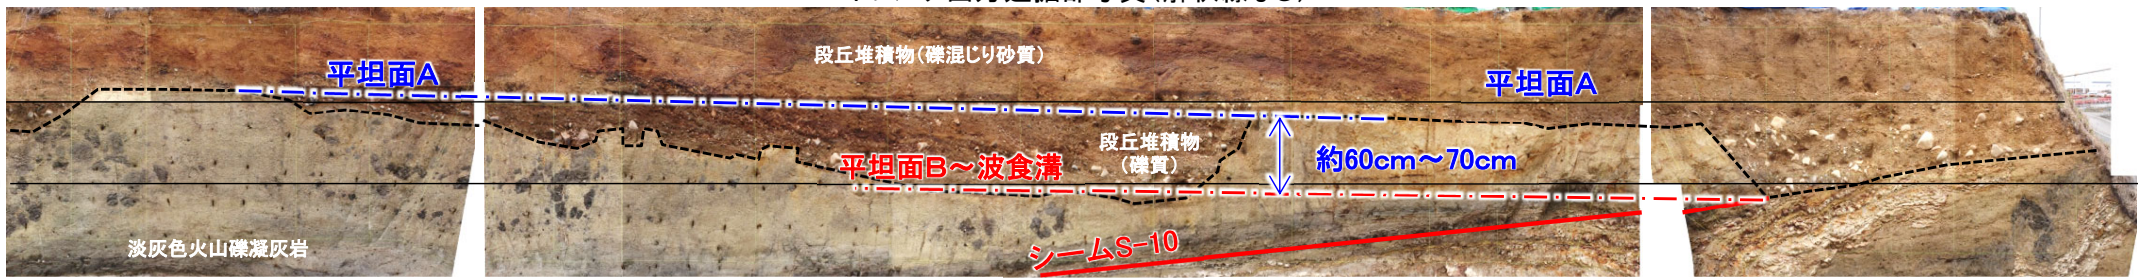 段丘堆積物(礫混じり砂質)
平坦面A
平坦面A
段丘堆積物
(礫質)
約60cm～70cm
平坦面B～波食溝
シームS-10
淡灰色火山礫凝灰岩